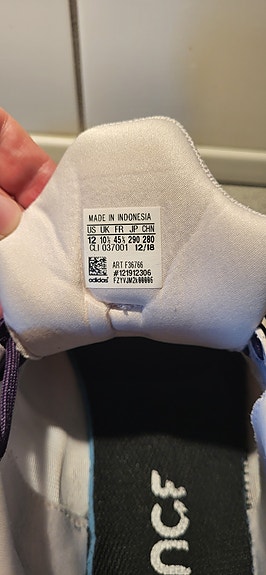 MADE IN INDONESIA
US UK FR JP CHN
12 10½ 45⅓ 290 280
CLI 037001 12/18
ART F36766
#121912306
adidas
UNCE